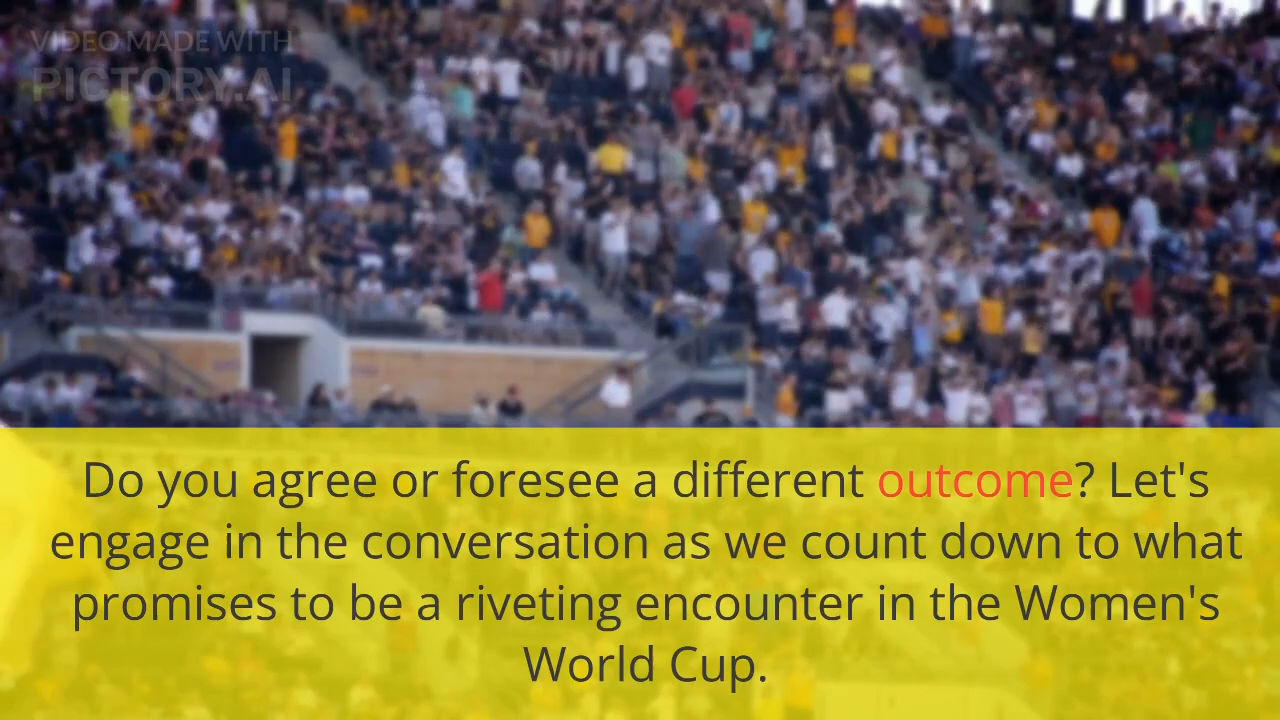 VIDEO MADE WITH
PICTORY.AI
Do you agree or foresee a different outcome? Let's
engage in the conversation as we count down to what
promises to be a riveting encounter in the Women's
World Cup.